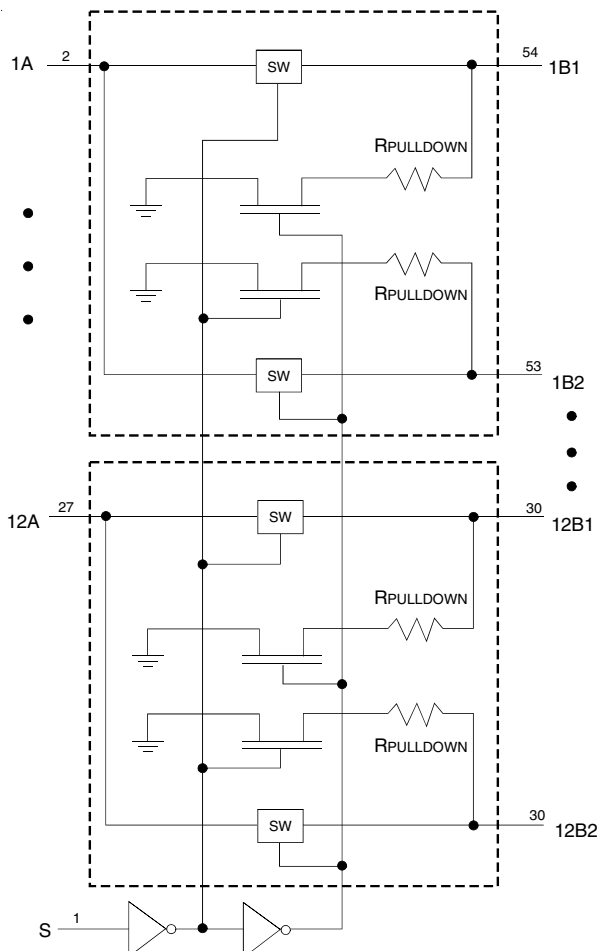 1A 2 SW 54 1B1
RPULLDOWN
RPULLDOWN
SW 53 1B2
12A 27 SW 30 12B1
RPULLDOWN
RPULLDOWN
SW 30 12B2
S 1